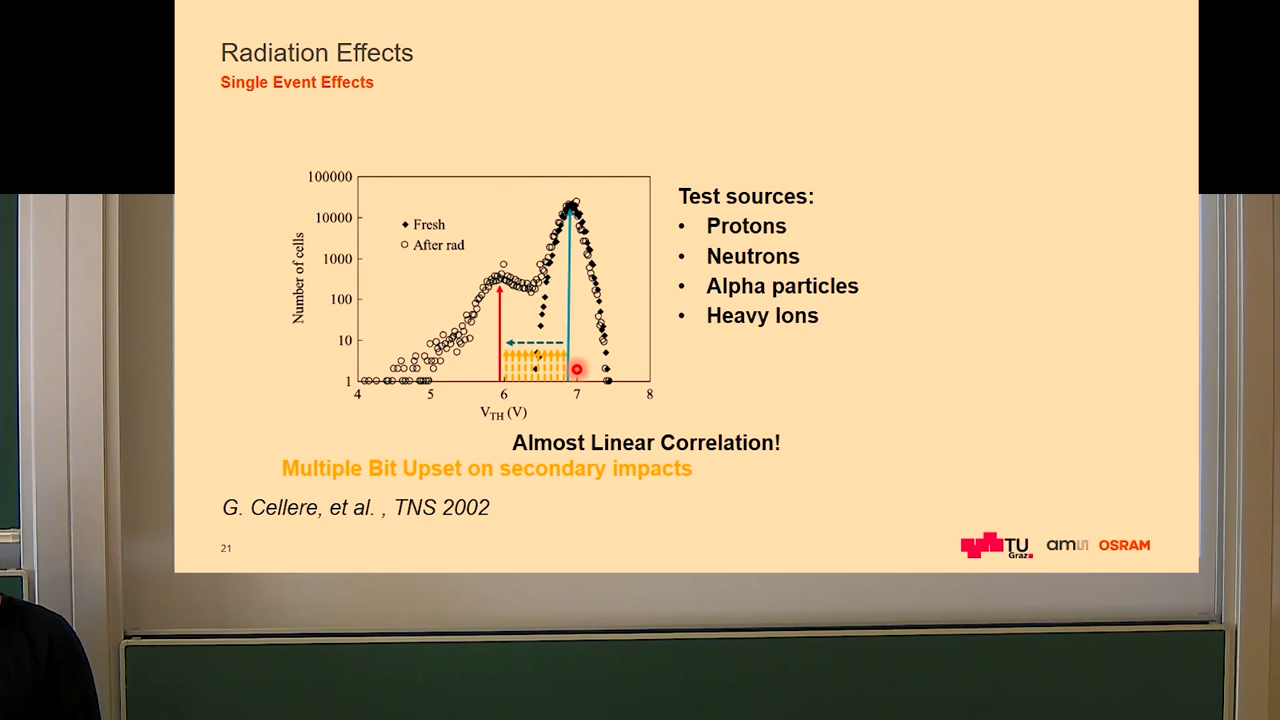 Radiation Effects
Single Event Effects
100000
10000
1000
100
10
1
Number of cells
Fresh
After rad
4 5 6 7 8
VTH (V)
Test sources:
• Protons
• Neutrons
• Alpha particles
• Heavy Ions
Almost Linear Correlation!
Multiple Bit Upset on secondary impacts
G. Cellere, et al. , TNS 2002
21
TU
Graz
am
OSRAM